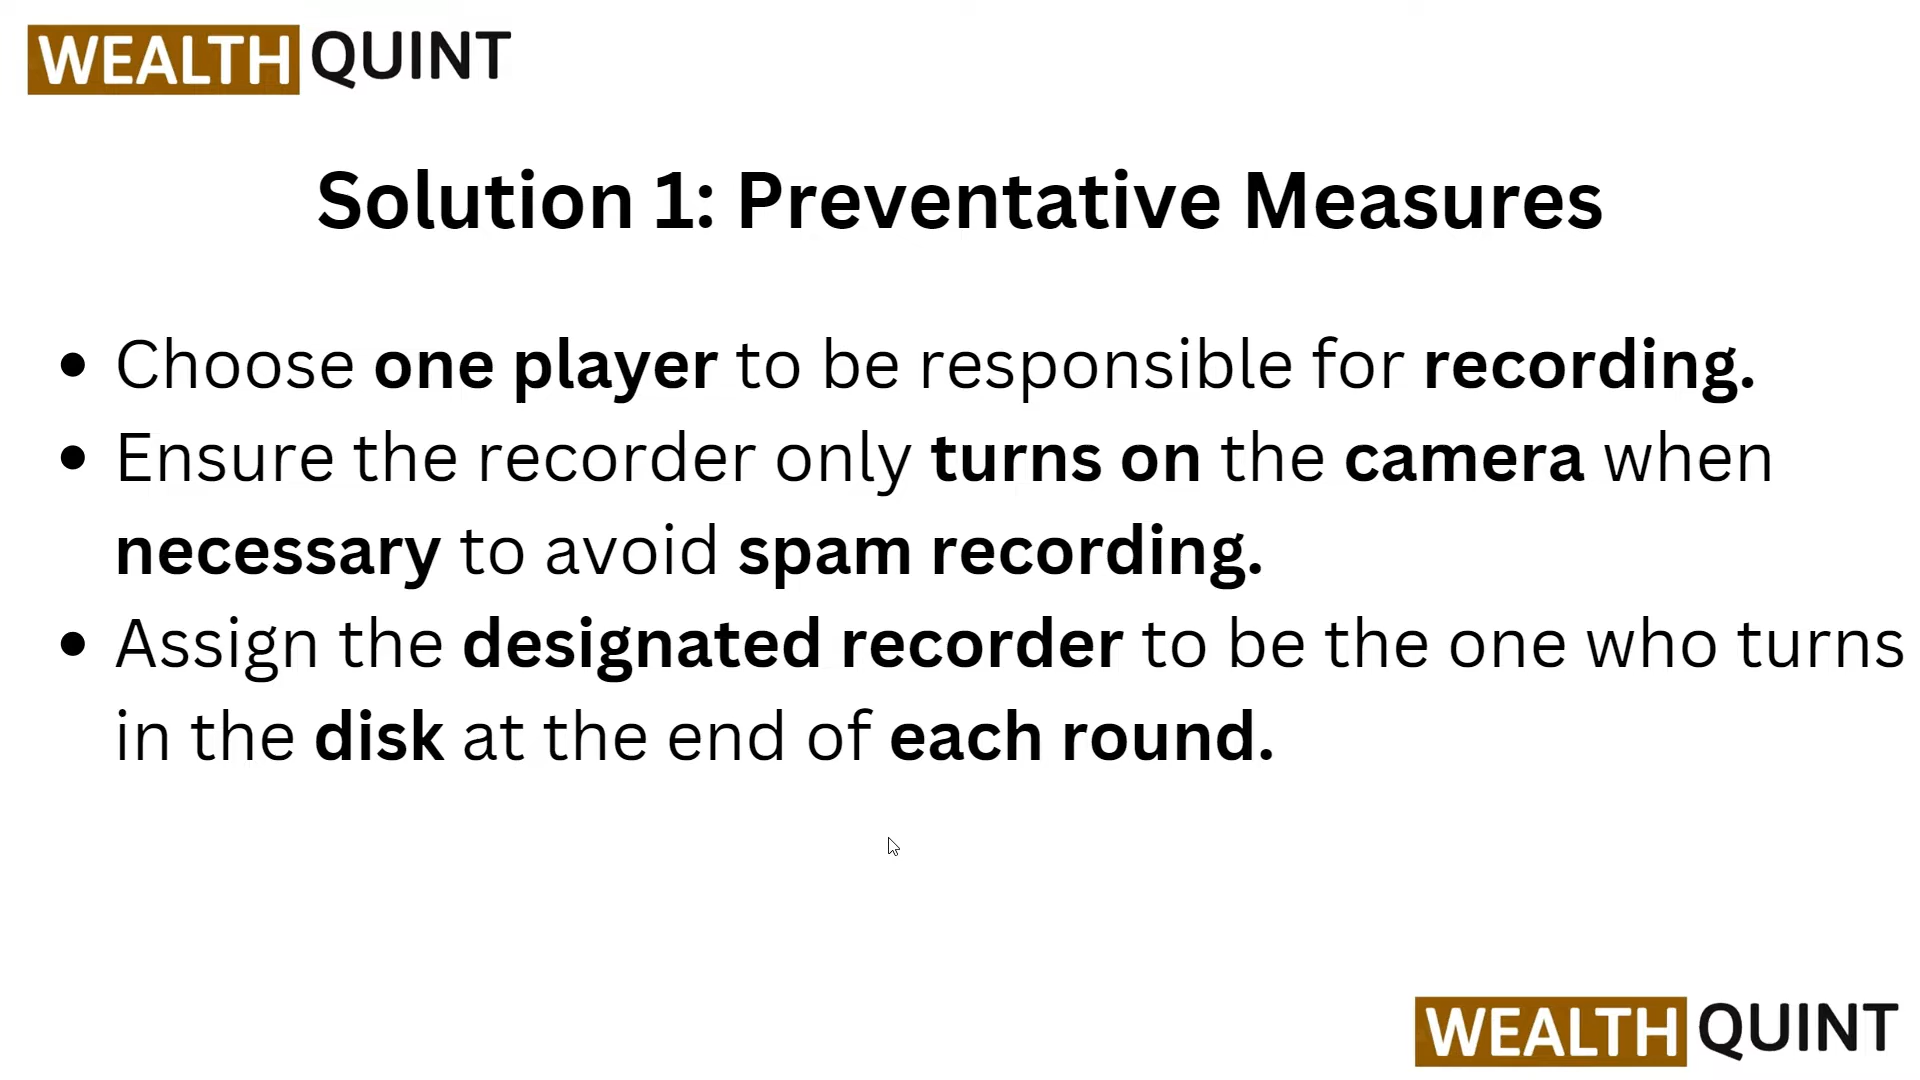 WEALTH QUINT
Solution 1: Preventative Measures
• Choose one player to be responsible for recording.
• Ensure the recorder only turns on the camera when
necessary to avoid spam recording.
• Assign the designated recorder to be the one who turns
in the disk at the end of each round.
WEALTH QUINT